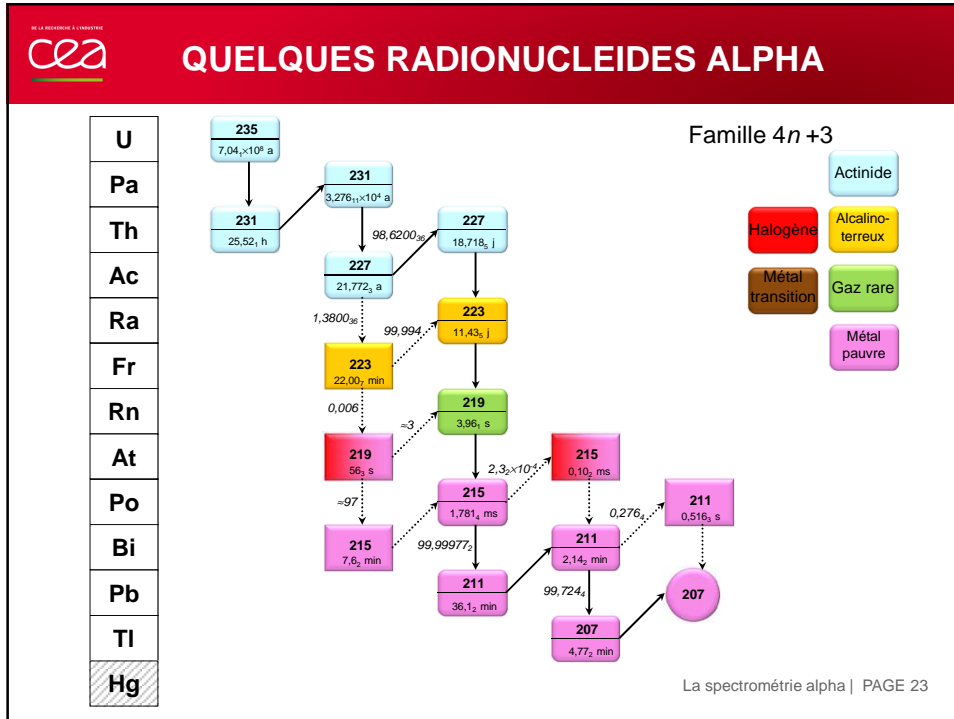 DE LA RECHERCHE À L'INDUSTRIE
cea
QUELQUES RADIONUCLEIDES ALPHA
Famille 4n +3
U
Pa
Th
Ac
Ra
Fr
Rn
At
Po
Bi
Pb
Tl
Hg
235
7,04₁×10⁸ a
231
3,276₁₁×10⁴ a
231
25,52₁ h
227
18,718₅ j
98,6200₃₆
227
21,772₃ a
1,3800₃₆
99,994
223
11,43₅ j
223
22,00₇ min
0,006
≈3
219
3,96₁ s
219
56₃ s
2,3₂×10⁻⁴
215
0,10₂ ms
≈97
215
1,781₄ ms
0,276₄
211
0,516₃ s
215
7,6₂ min
99,99977₂
211
2,14₂ min
211
36,1₂ min
99,724₄
207
207
4,77₂ min
Actinide
Halogène
Alcalino-
terreux
Métal
transition
Gaz rare
Métal
pauvre
La spectrométrie alpha | PAGE 23